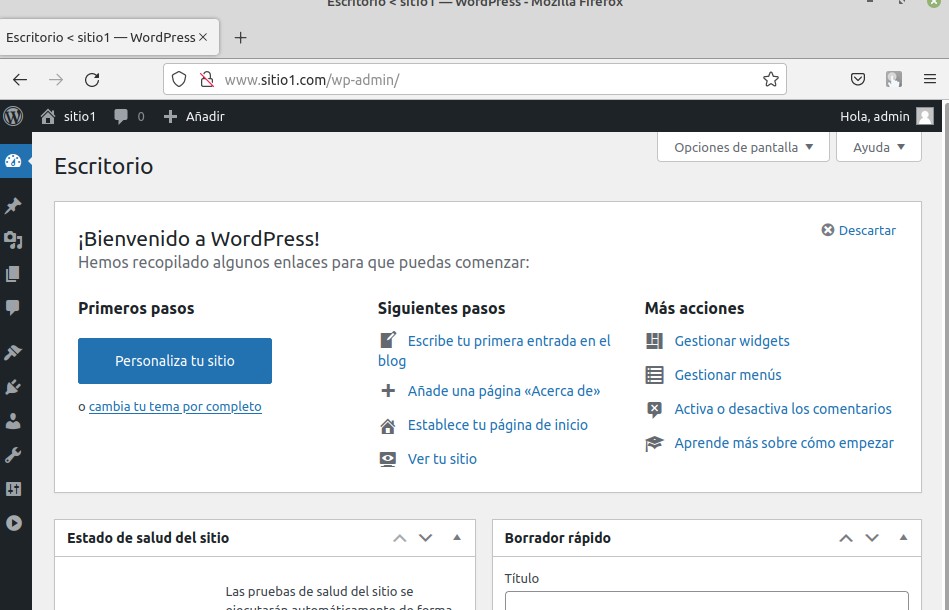 Escritorio < sitio1 — WordPress - Mozilla Firefox
Escritorio < sitio1 — WordPress
www.sitio1.com/wp-admin/
sitio1 0 Añadir Hola, admin
Opciones de pantalla Ayuda
Escritorio
¡Bienvenido a WordPress!
Descartar
Hemos recopilado algunos enlaces para que puedas comenzar:
Primeros pasos
Personaliza tu sitio
o cambia tu tema por completo
Siguientes pasos
Escribe tu primera entrada en el
blog
Añade una página «Acerca de»
Establece tu página de inicio
Ver tu sitio
Más acciones
Gestionar widgets
Gestionar menús
Activa o desactiva los comentarios
Aprende más sobre cómo empezar
Estado de salud del sitio
Las pruebas de salud del sitio se
ejecutarán automáticamente de forma
Borrador rápido
Título